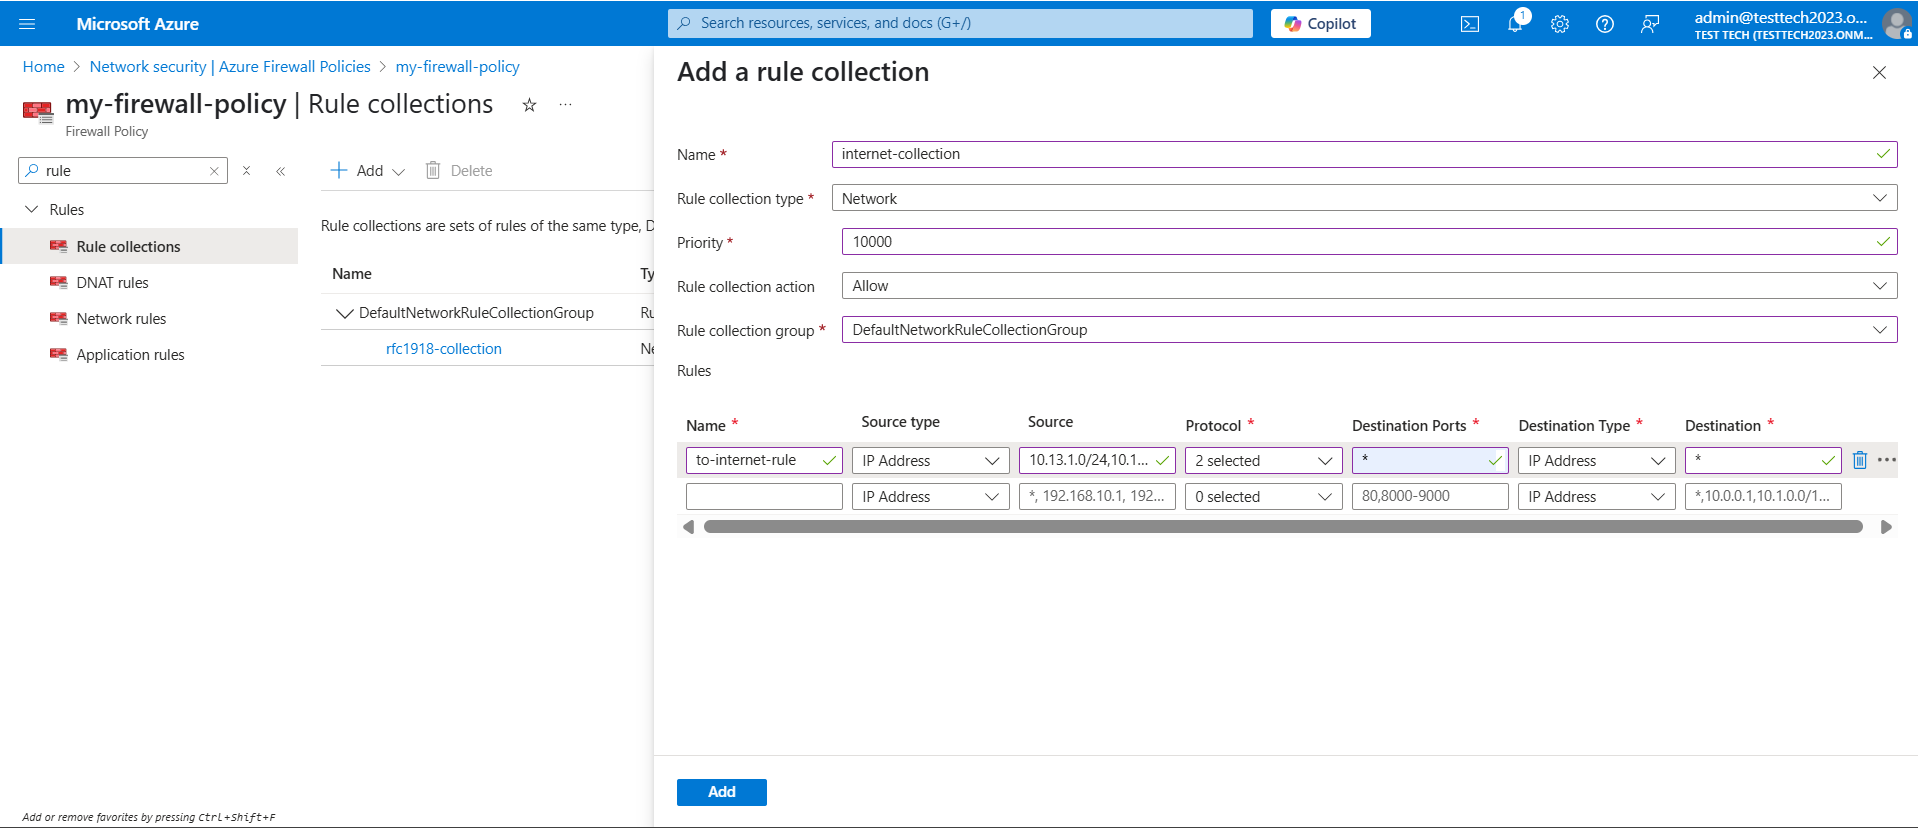 Microsoft Azure
Search resources, services, and docs (G+/)
Copilot
1
admin@testtech2023.o...
TEST TECH (TESTTECH2023.ONM...
Home > Network security | Azure Firewall Policies > my-firewall-policy
my-firewall-policy | Rule collections
Firewall Policy
rule
Rules
Rule collections
DNAT rules
Network rules
Application rules
Add or remove favorites by pressing Ctrl+Shift+F
Add
Delete
Rule collections are sets of rules of the same type, D
Name Ty
DefaultNetworkRuleCollectionGroup Ru
rfc1918-collection Ne
Add a rule collection
Name * internet-collection
Rule collection type * Network
Priority * 10000
Rule collection action Allow
Rule collection group * DefaultNetworkRuleCollectionGroup
Rules
Name * Source type Source Protocol * Destination Ports * Destination Type * Destination *
to-internet-rule IP Address 10.13.1.0/24,10.1... 2 selected * IP Address *
IP Address *, 192.168.10.1, 192... 0 selected 80,8000-9000 IP Address *,10.0.0.1,10.1.0.0/1...
Add